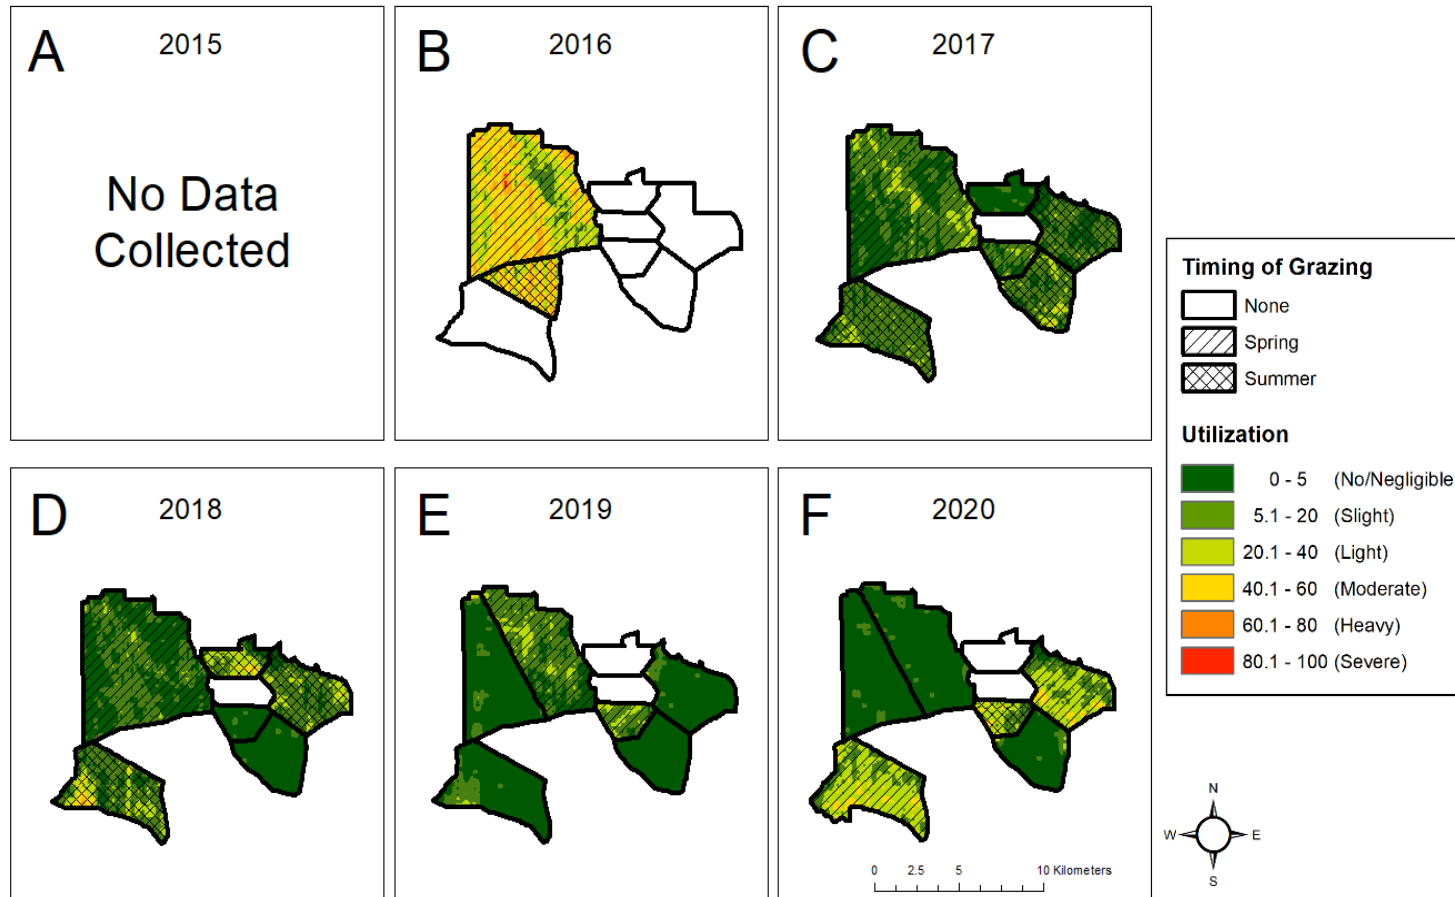 A
2015
No Data
Collected
B
2016
C
2017
D
2018
E
2019
F
2020
0 2.5 5 10 Kilometers
Timing of Grazing
None
Spring
Summer
Utilization
0 - 5 (No/Negligible
5.1 - 20 (Slight)
20.1 - 40 (Light)
40.1 - 60 (Moderate)
60.1 - 80 (Heavy)
80.1 - 100 (Severe)
N
W E
S